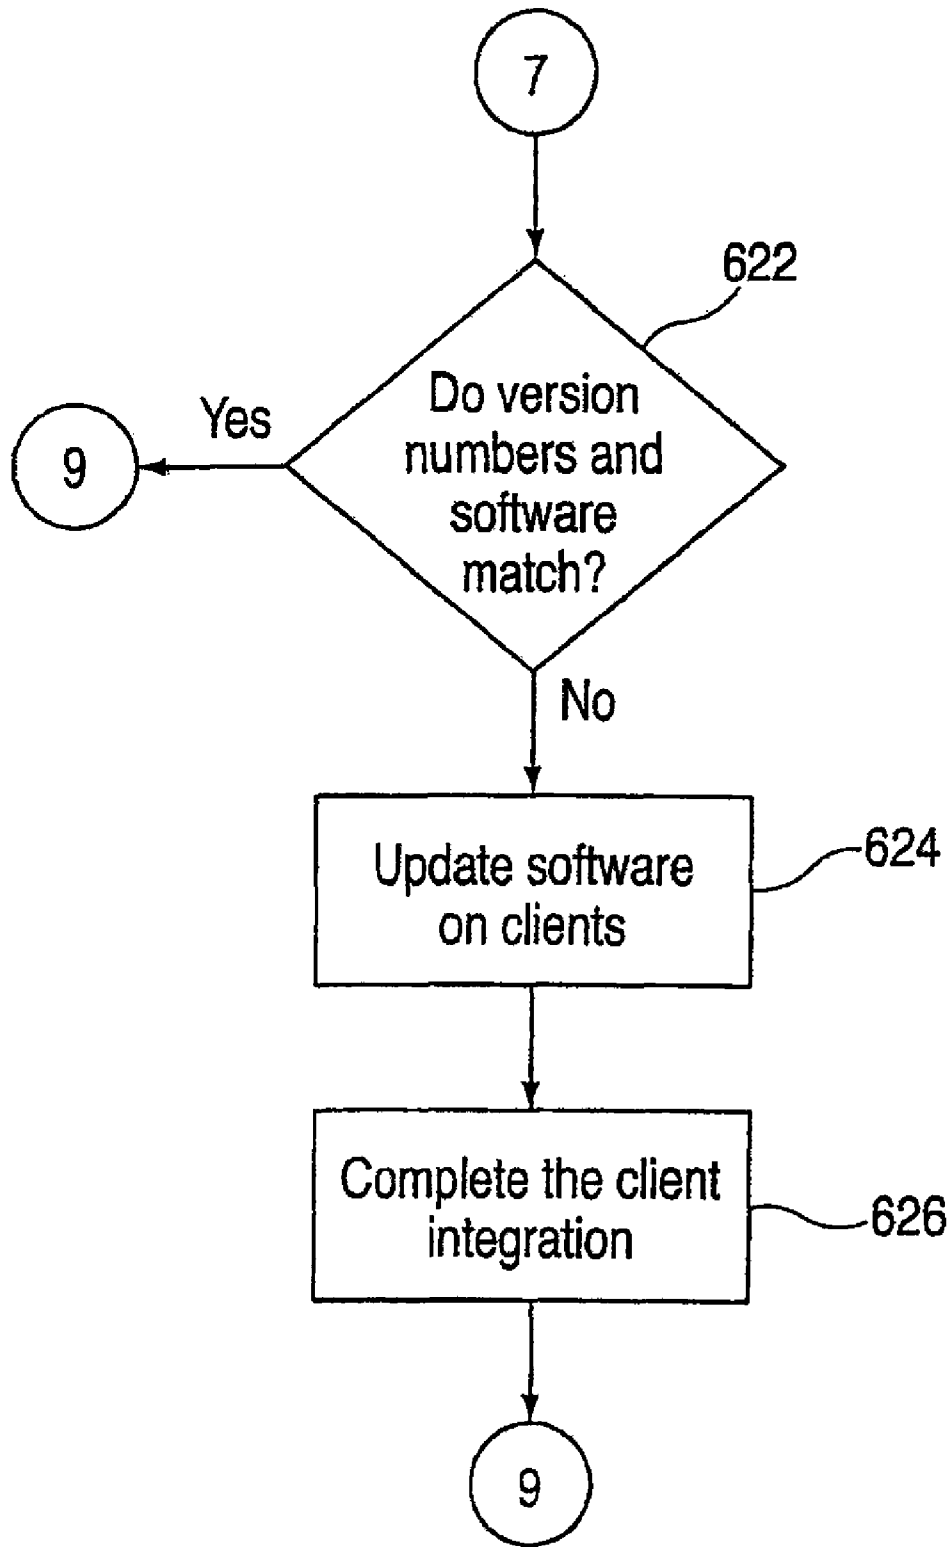 7
622
Do version
numbers and
software
match?
Yes
9
No
Update software
on clients
624
Complete the client
integration
626
9